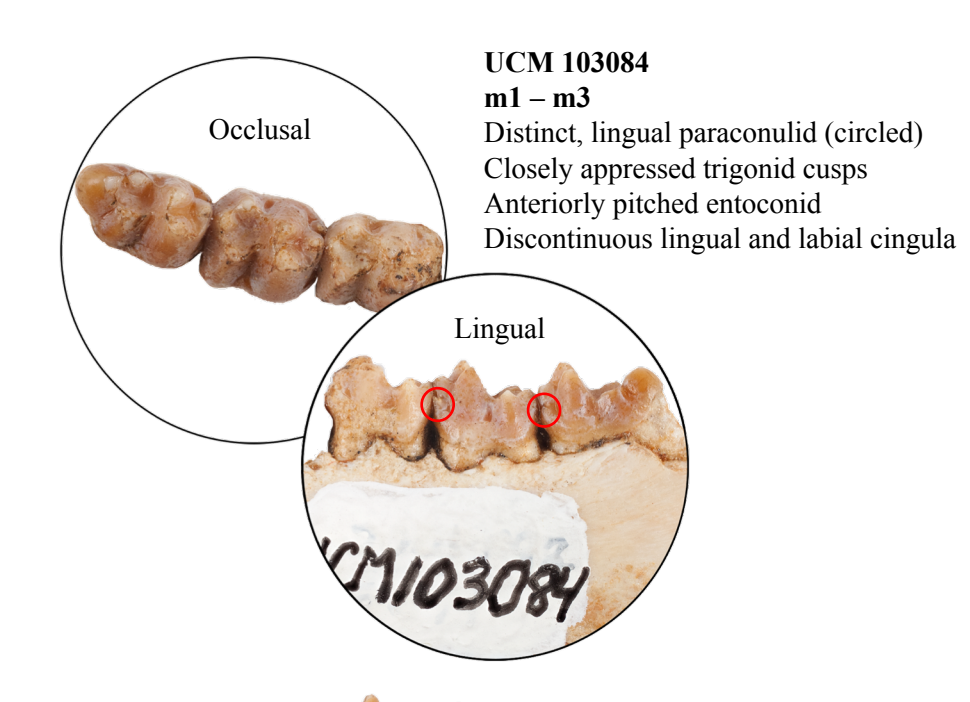 UCM 103084
m1 – m3
Occlusal
Distinct, lingual paraconulid (circled)
Closely appressed trigonid cusps
Anteriorly pitched entoconid
Discontinuous lingual and labial cingula
Lingual
CM103084